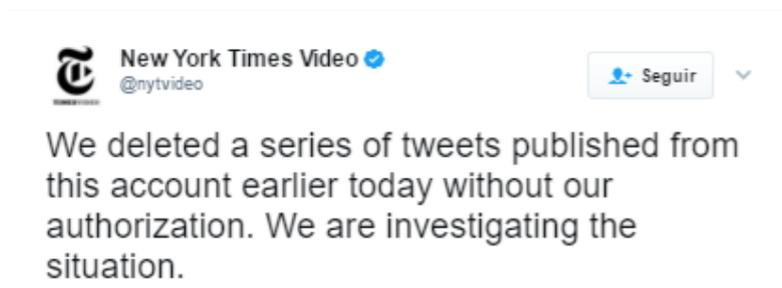 New York Times Video
@nytvideo
Seguir
We deleted a series of tweets published from
this account earlier today without our
authorization. We are investigating the
situation.